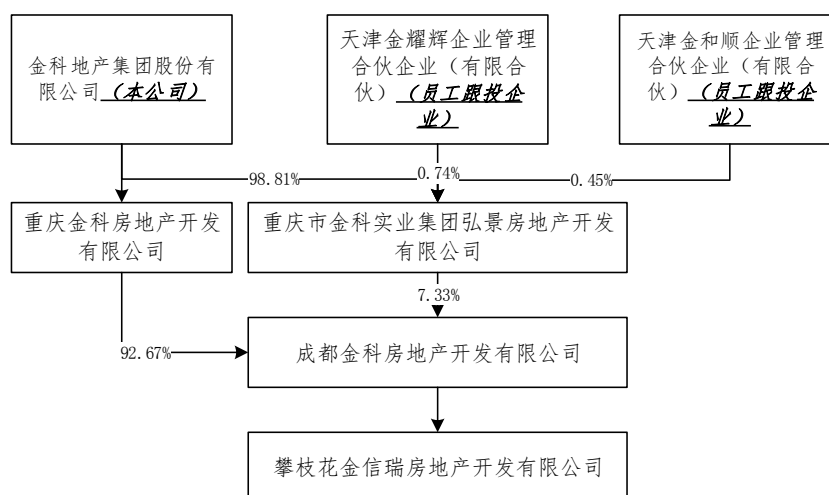 金科地产集团股份有
限公司（本公司）
天津金耀辉企业管理
合伙企业（有限合
伙）（员工跟投企
业）
天津金和顺企业管理
合伙企业（有限合
伙）（员工跟投企
业）
98.81%
0.74%
0.45%
重庆金科房地产开发
有限公司
重庆市金科实业集团弘景房地产开发
有限公司
7.33%
92.67%
成都金科房地产开发有限公司
攀枝花金信瑞房地产开发有限公司